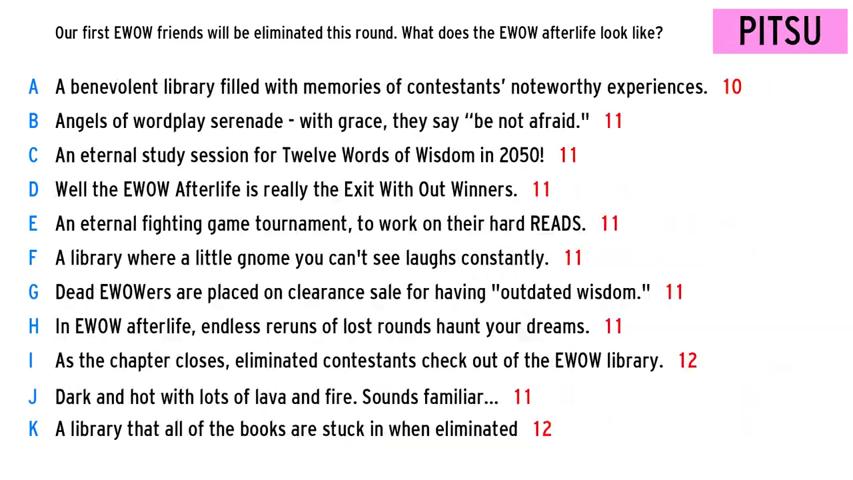 Our first EWOW friends will be eliminated this round. What does the EWOW afterlife look like?
PITSU
A A benevolent library filled with memories of contestants’ noteworthy experiences. 10
B Angels of wordplay serenade - with grace, they say “be not afraid." 11
C An eternal study session for Twelve Words of Wisdom in 2050! 11
D Well the EWOW Afterlife is really the Exit With Out Winners. 11
E An eternal fighting game tournament, to work on their hard READS. 11
F A library where a little gnome you can't see laughs constantly. 11
G Dead EWOWers are placed on clearance sale for having "outdated wisdom." 11
H In EWOW afterlife, endless reruns of lost rounds haunt your dreams. 11
I As the chapter closes, eliminated contestants check out of the EWOW library. 12
J Dark and hot with lots of lava and fire. Sounds familiar... 11
K A library that all of the books are stuck in when eliminated 12